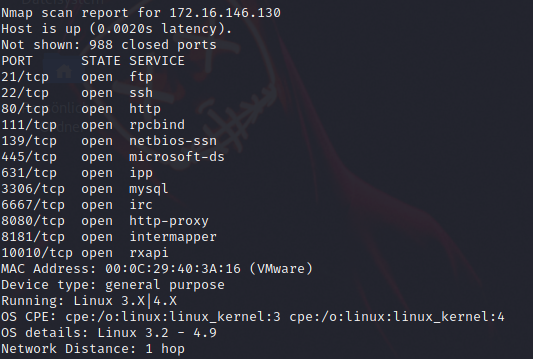 Nmap scan report for 172.16.146.130
Host is up (0.0020s latency).
Not shown: 988 closed ports
PORT      STATE SERVICE
21/tcp    open  ftp
22/tcp    open  ssh
80/tcp    open  http
111/tcp   open  rpcbind
139/tcp   open  netbios-ssn
445/tcp   open  microsoft-ds
631/tcp   open  ipp
3306/tcp  open  mysql
6667/tcp  open  irc
8080/tcp  open  http-proxy
8181/tcp  open  intermapper
10010/tcp open  rxapi
MAC Address: 00:0C:29:40:3A:16 (VMware)
Device type: general purpose
Running: Linux 3.X|4.X
OS CPE: cpe:/o:linux:linux_kernel:3 cpe:/o:linux:linux_kernel:4
OS details: Linux 3.2 - 4.9
Network Distance: 1 hop